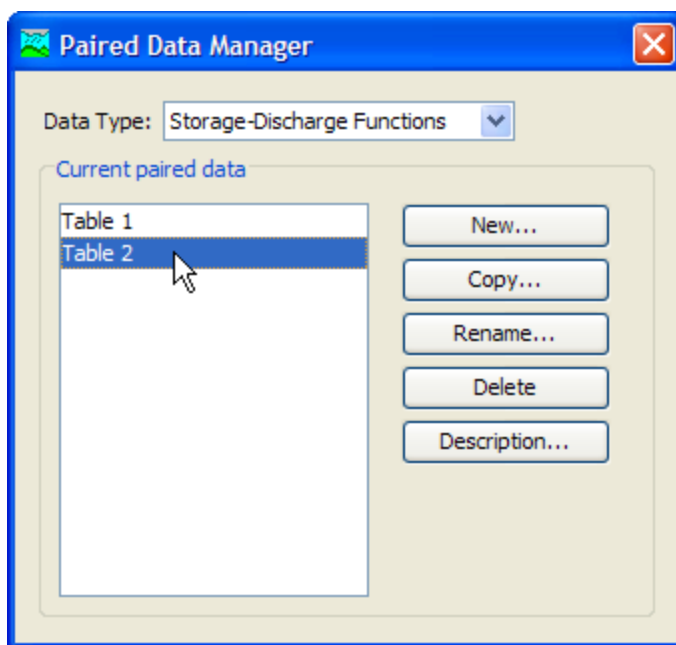 Paired Data Manager
Data Type: Storage-Discharge Functions
Current paired data
Table 1
Table 2
New...
Copy...
Rename...
Delete
Description...